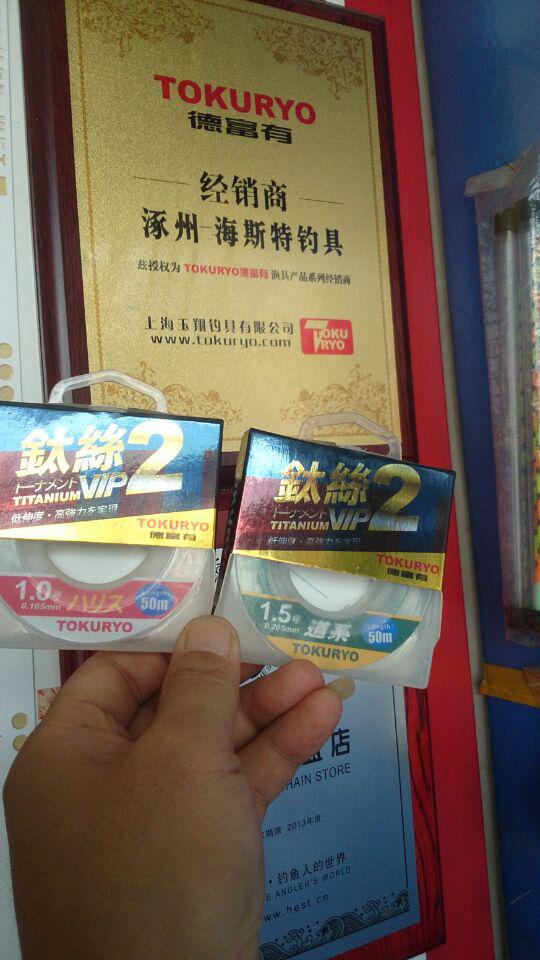 TOKURYO
德富有
经销商
涿州-海斯特钓具
兹授权为 TOKURYO德富有 渔具产品系列经销商
上海玉翔钓具有限公司
www.tokuryo.com
TOKU
RYO
鈦絲2
トーナメント
TITANIUM VIP
低伸度・高強力を実現
TOKURYO
德富有
1.0号
0.165mm
ハリス
Length
50m
TOKURYO
鈦絲2
トーナメント
TITANIUM VIP
低伸度・高強力を実現
TOKURYO
德富有
1.5号
0.205mm
道糸
Length
50m
TOKURYO
盟店
HAIN STORE
期限 2013年度
·钓鱼人的世界
E ANGLER'S WORLD
www.hest.cn